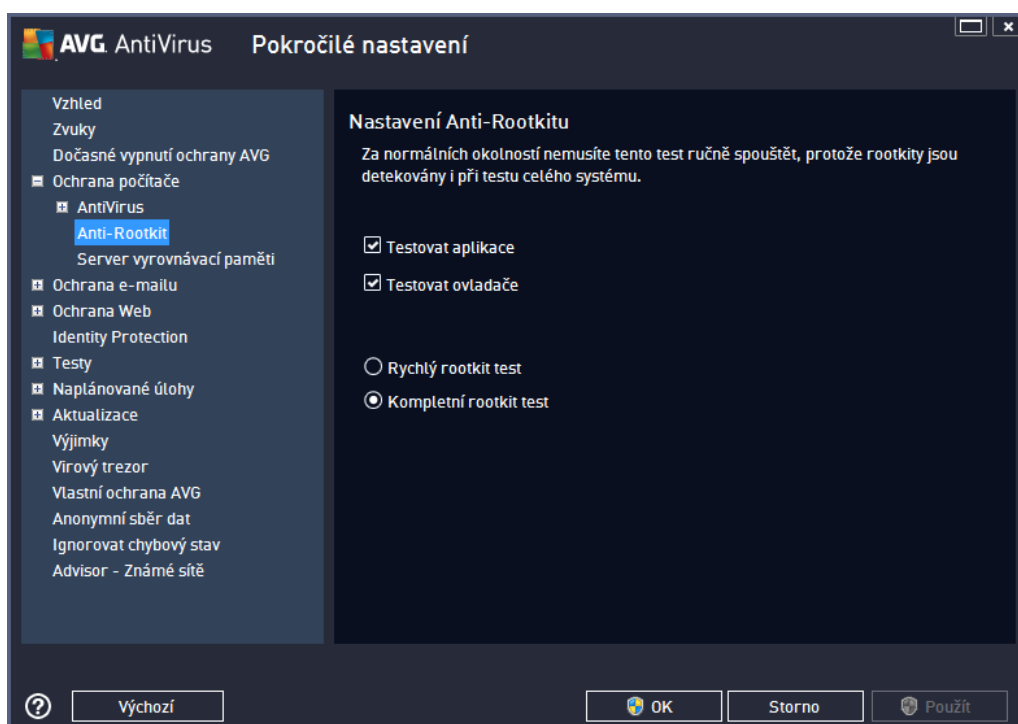 AVG. AntiVirus Pokročilé nastavení
Vzhled
Zvuky
Dočasné vypnutí ochrany AVG
Ochrana počítače
AntiVirus
Anti-Rootkit
Server vyrovnávací paměti
Ochrana e-mailu
Ochrana Web
Identity Protection
Testy
Naplánované úlohy
Aktualizace
Výjimky
Virový trezor
Vlastní ochrana AVG
Anonymní sběr dat
Ignorovat chybový stav
Advisor - Známé sítě
Nastavení Anti-Rootkitu
Za normálních okolností nemusíte tento test ručně spouštět, protože rootkity jsou
detekovány i při testu celého systému.
Testovat aplikace
Testovat ovladače
Rychlý rootkit test
Kompletní rootkit test
Výchozí
OK
Storno
Použít